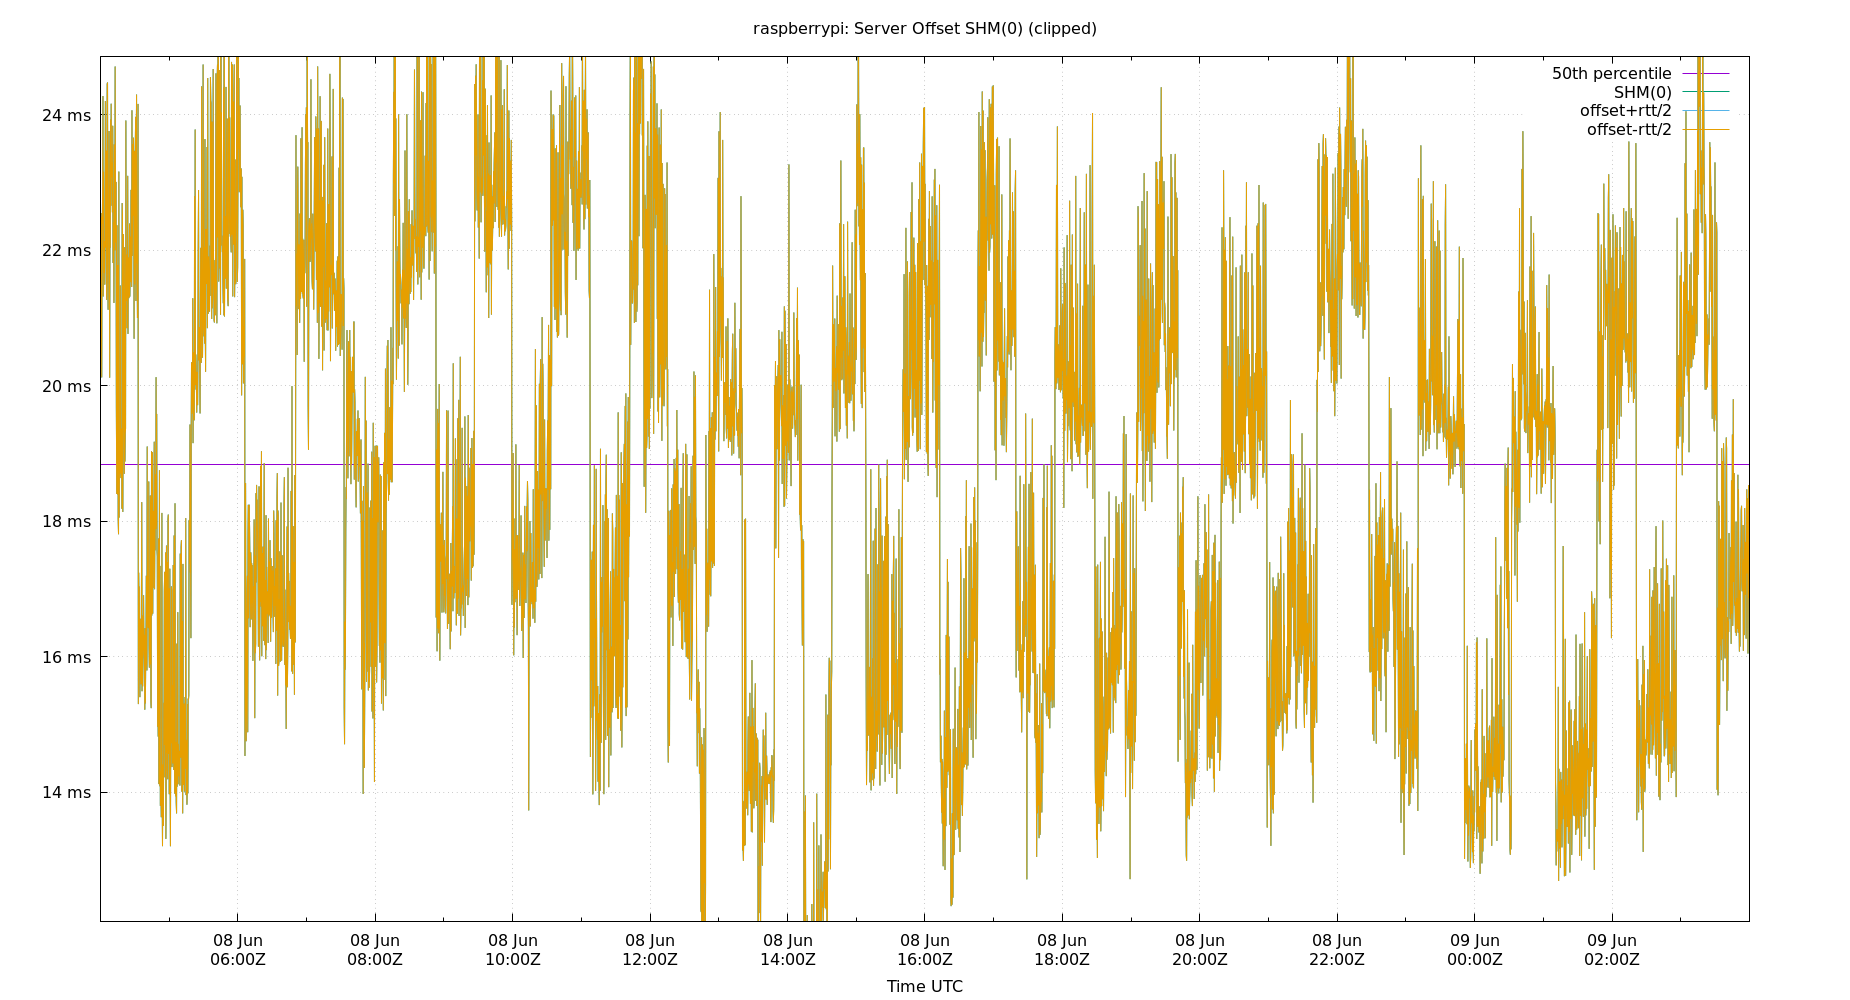 raspberrypi: Server Offset SHM(0) (clipped)
50th percentile
SHM(0)
offset+rtt/2
offset-rtt/2
24 ms
22 ms
20 ms
18 ms
16 ms
14 ms
08 Jun 08 Jun 08 Jun 08 Jun 08 Jun 08 Jun 08 Jun 08 Jun 08 Jun 09 Jun 09 Jun
06:00Z 08:00Z 10:00Z 12:00Z 14:00Z 16:00Z 18:00Z 20:00Z 22:00Z 00:00Z 02:00Z
Time UTC